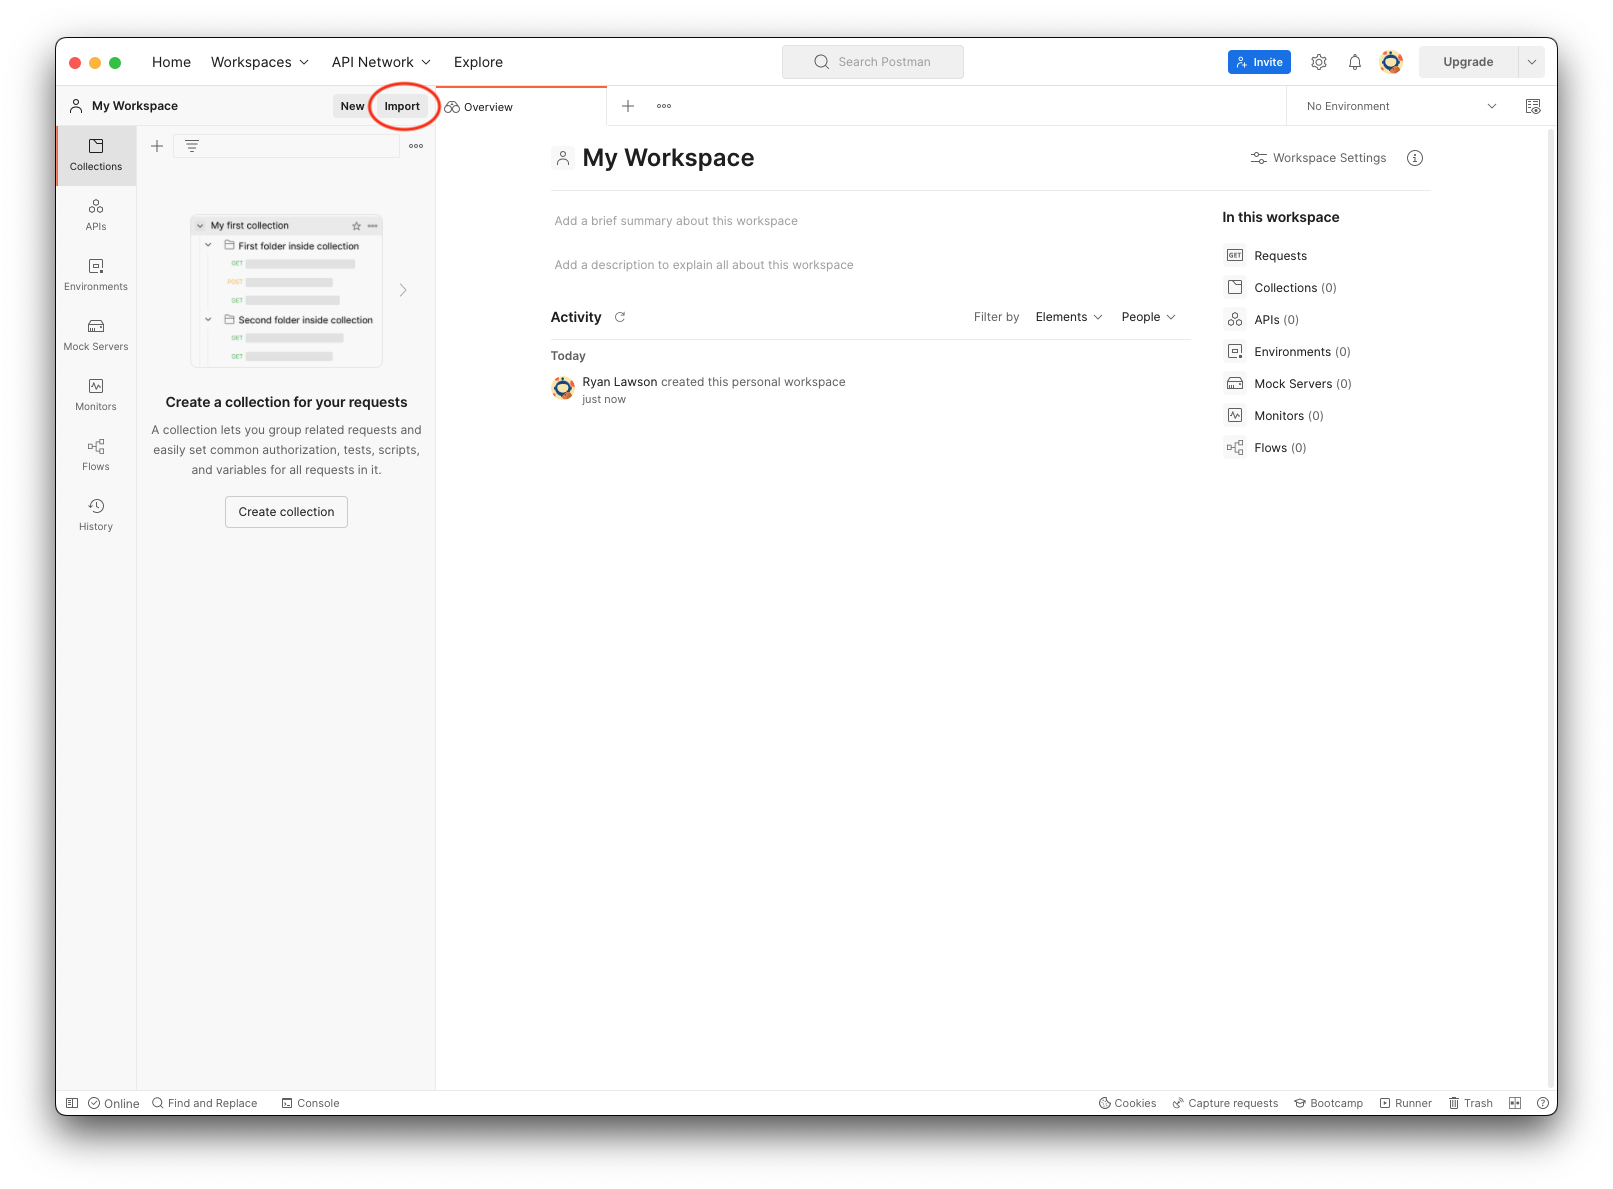 Home Workspaces API Network Explore Search Postman Invite Upgrade
My Workspace New Import Overview No Environment
Collections
APIs
Environments
Mock Servers
Monitors
Flows
History
My first collection
First folder inside collection
GET
POST
GET
Second folder inside collection
GET
GET
Create a collection for your requests
A collection lets you group related requests and
easily set common authorization, tests, scripts,
and variables for all requests in it.
Create collection
My Workspace
Workspace Settings
Add a brief summary about this workspace
Add a description to explain all about this workspace
Activity Filter by Elements People
Today
Ryan Lawson created this personal workspace
just now
In this workspace
GET Requests
Collections (0)
APIs (0)
Environments (0)
Mock Servers (0)
Monitors (0)
Flows (0)
Online Find and Replace Console Cookies Capture requests Bootcamp Runner Trash